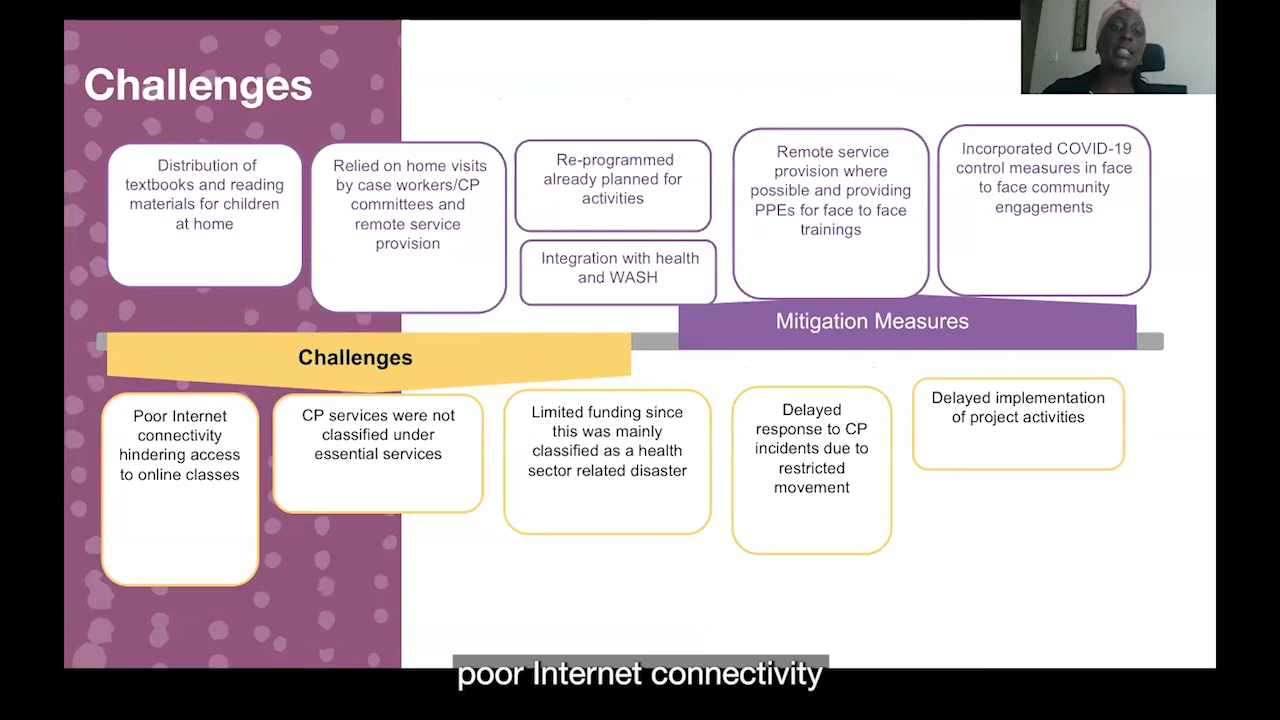 Challenges
Distribution of
textbooks and reading
materials for children
at home
Relied on home visits
by case workers/CP
committees and
remote service
provision
Re-programmed
already planned for
activities
Integration with health
and WASH
Remote service
provision where
possible and providing
PPEs for face to face
trainings
Incorporated COVID-19
control measures in face
to face community
engagements
Mitigation Measures
Challenges
Poor Internet
connectivity
hindering access
to online classes
CP services were not
classified under
essential services
Limited funding since
this was mainly
classified as a health
sector related disaster
Delayed
response to CP
incidents due to
restricted
movement
Delayed implementation
of project activities
poor Internet connectivity